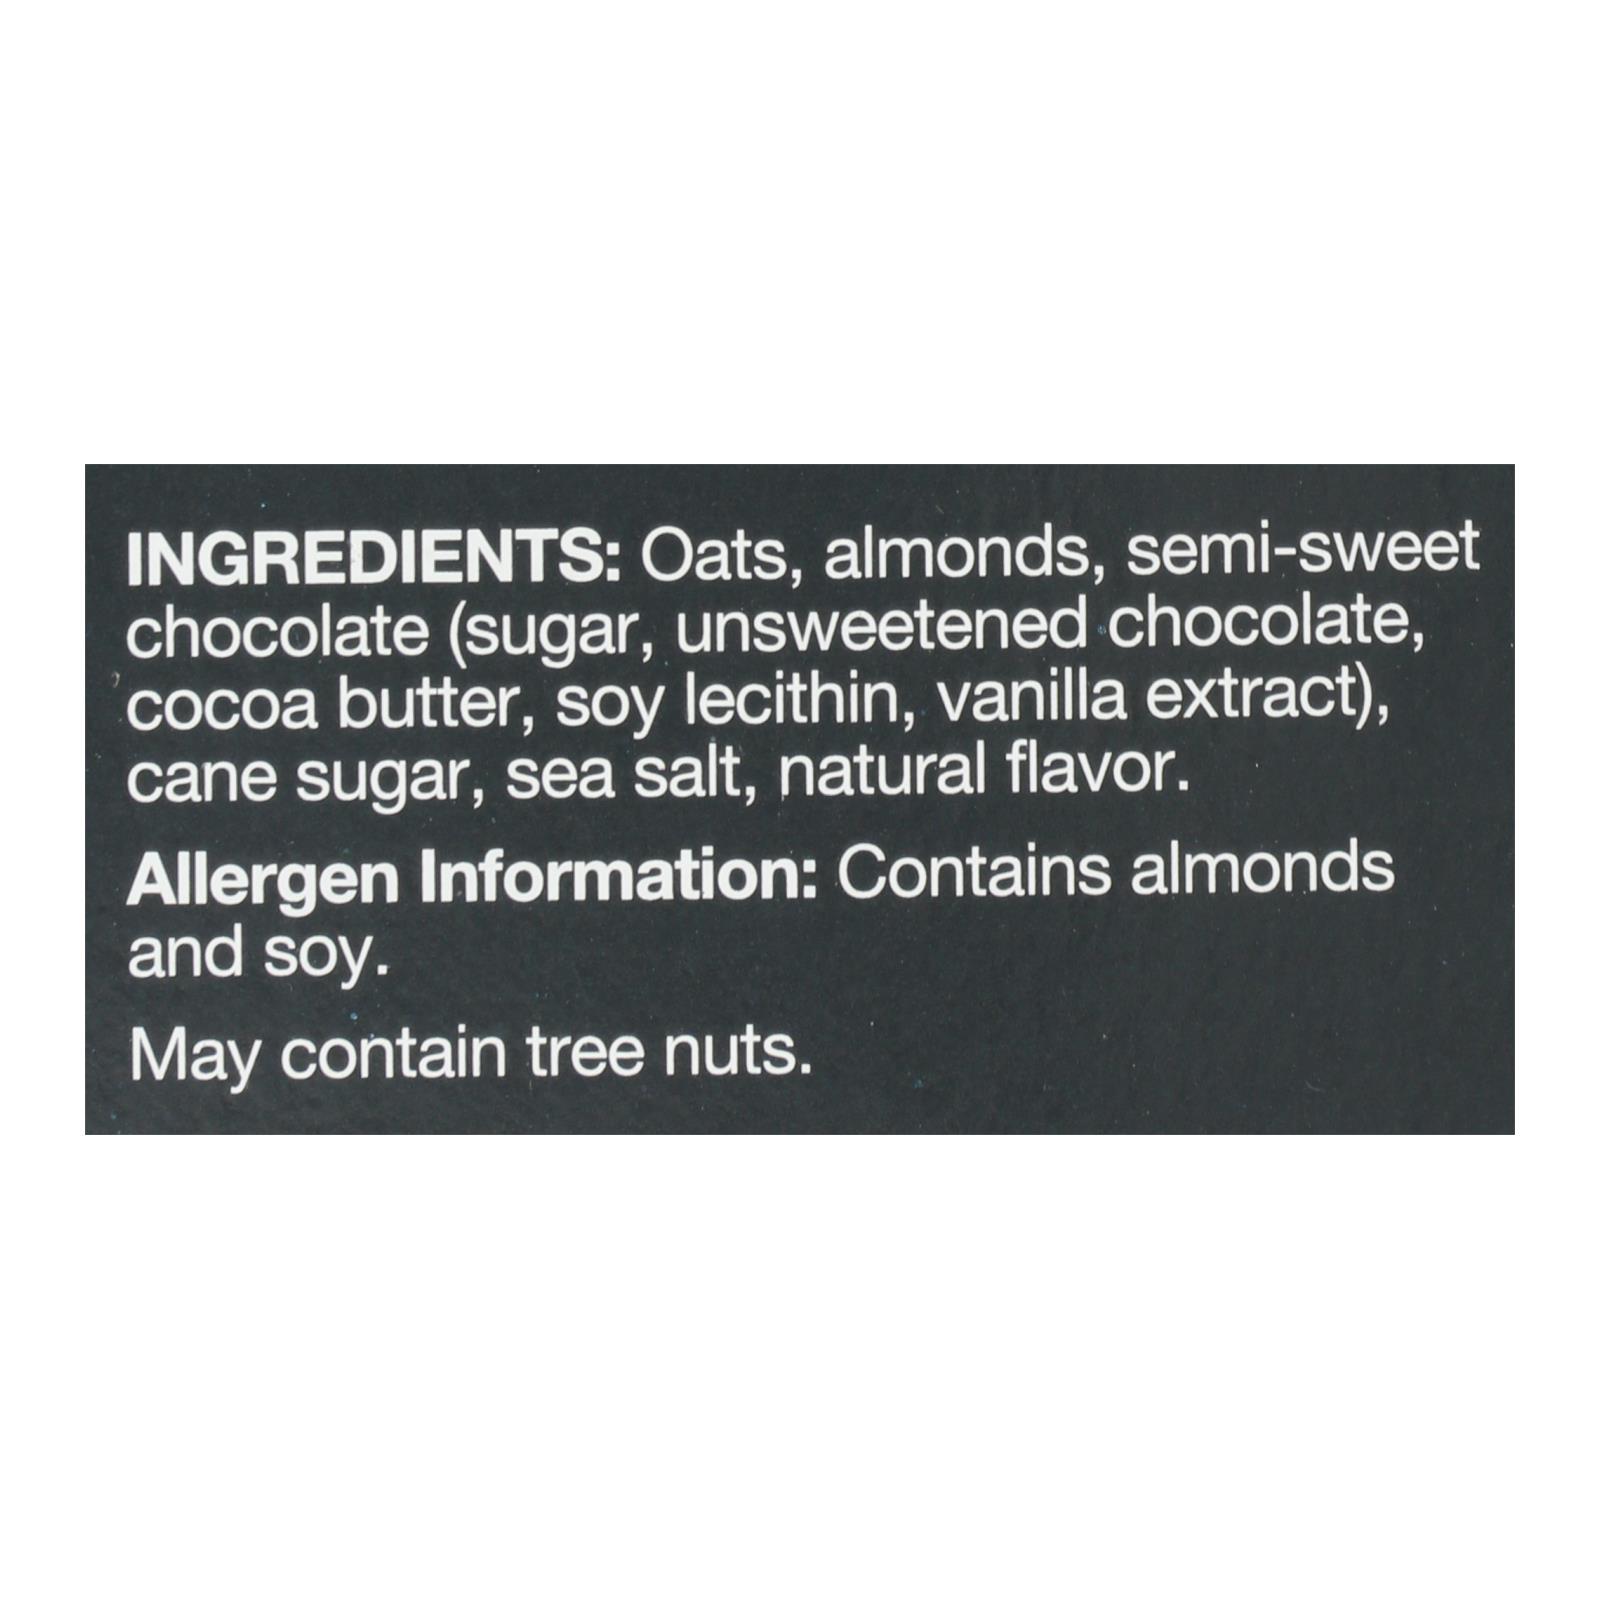 INGREDIENTS: Oats, almonds, semi-sweet
chocolate (sugar, unsweetened chocolate,
cocoa butter, soy lecithin, vanilla extract),
cane sugar, sea salt, natural flavor.
Allergen Information: Contains almonds
and soy.
May contain tree nuts.